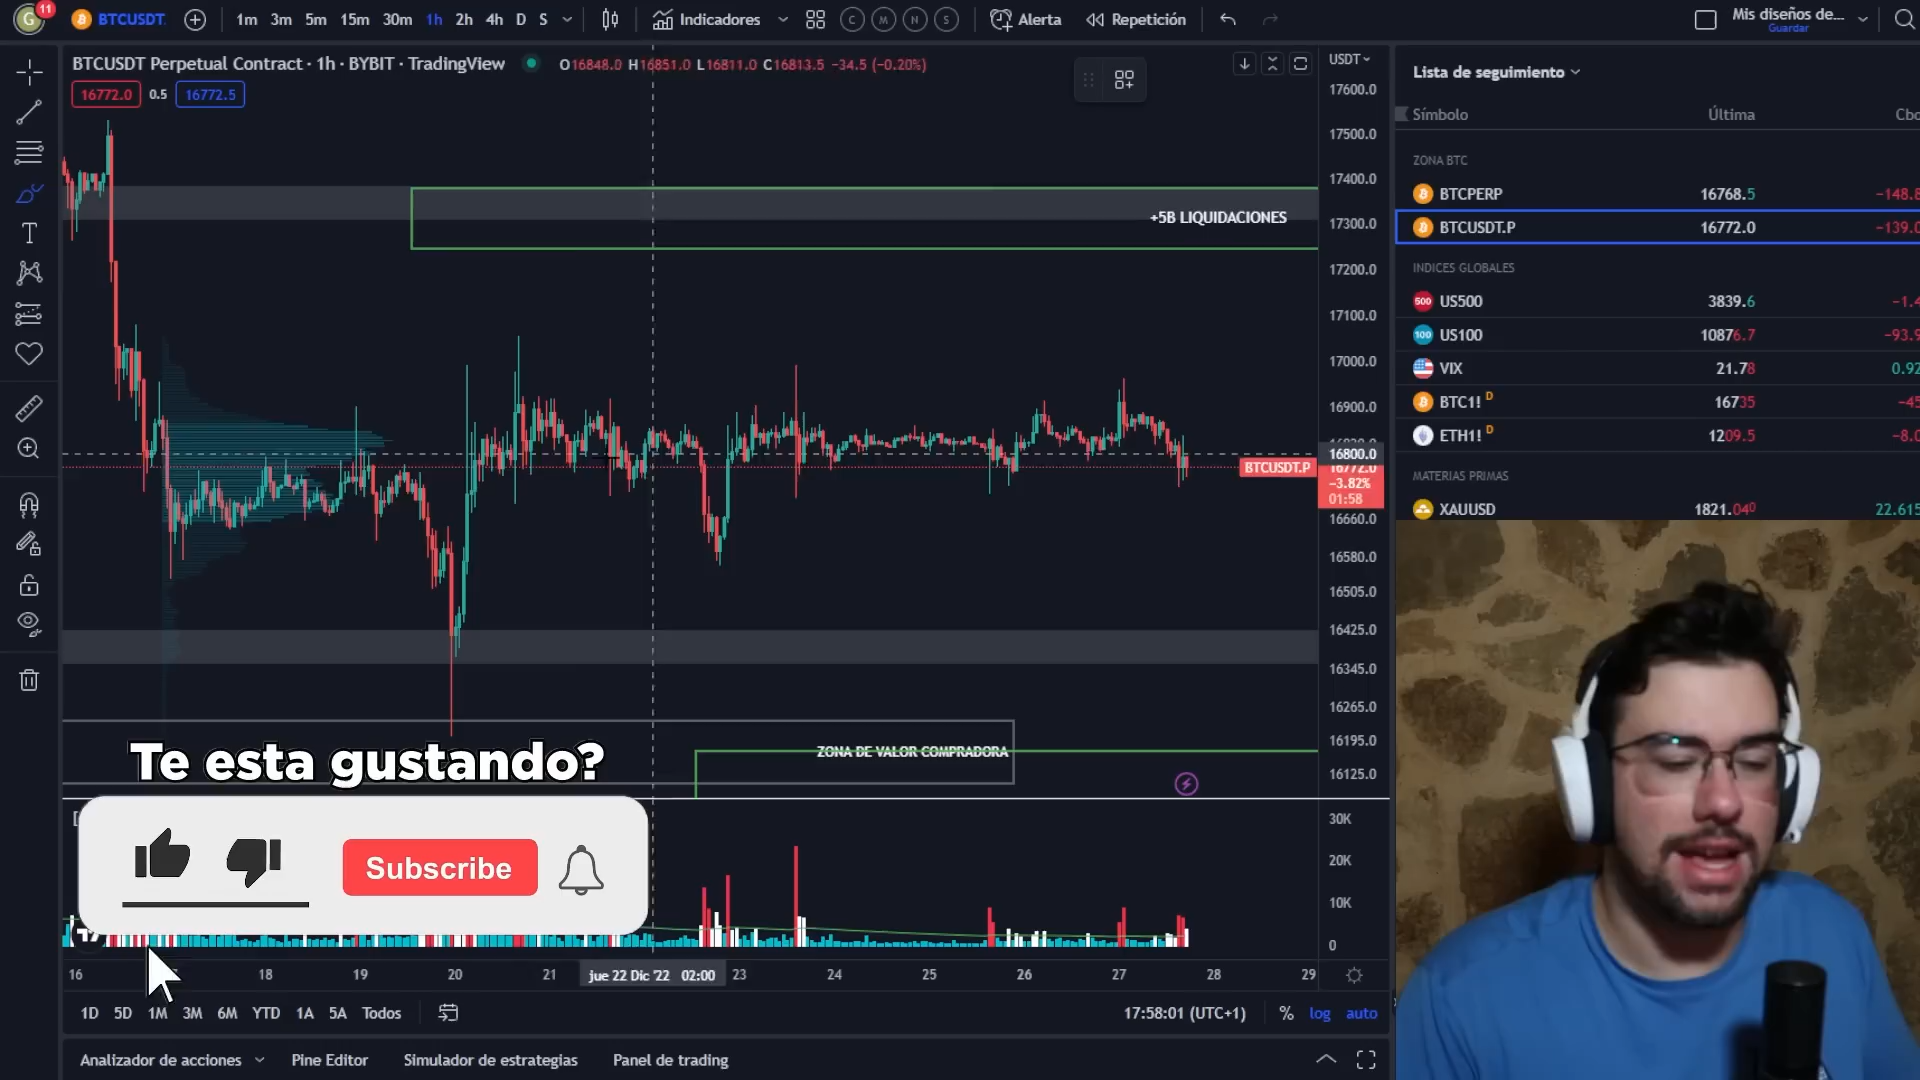 G 11 BTCUSDT 1m 3m 5m 15m 30m 1h 2h 4h D S Indicadores C M N S Alerta Repetición Mis diseños de...
Guardar
BTCUSDT Perpetual Contract · 1h · BYBIT · TradingView O16848.0 H16851.0 L16811.0 C16813.5 −34.5 (−0.20%)
16772.0 0.5 16772.5
USDT
17600.0
17500.0
17400.0
17300.0
17200.0
17100.0
17000.0
16900.0
16800.0
16772.0
−3.82%
01:58
16660.0
16580.0
16505.0
16425.0
16345.0
16265.0
16195.0
16125.0
+5B LIQUIDACIONES
BTCUSDT.P
ZONA DE VALOR COMPRADORA
Te esta gustando?
Subscribe
30K
20K
10K
0
16 18 19 20 21 jue 22 Dic '22 02:00 23 24 25 26 27 28 29
1D 5D 1M 3M 6M YTD 1A 5A Todos 17:58:01 (UTC+1) % log auto
Analizador de acciones Pine Editor Simulador de estrategias Panel de trading
Lista de seguimiento
Símbolo Última
ZONA BTC
BTCPERP 16768.5 −148.8
BTCUSDT.P 16772.0 −139.0
INDICES GLOBALES
US500 3839.6 −1.4
US100 10876.7 −93.9
VIX 21.78 0.92
BTC1! D 16735 −45
ETH1! D 1209.5 −8.0
MATERIAS PRIMAS
XAUUSD 1821.040 22.615